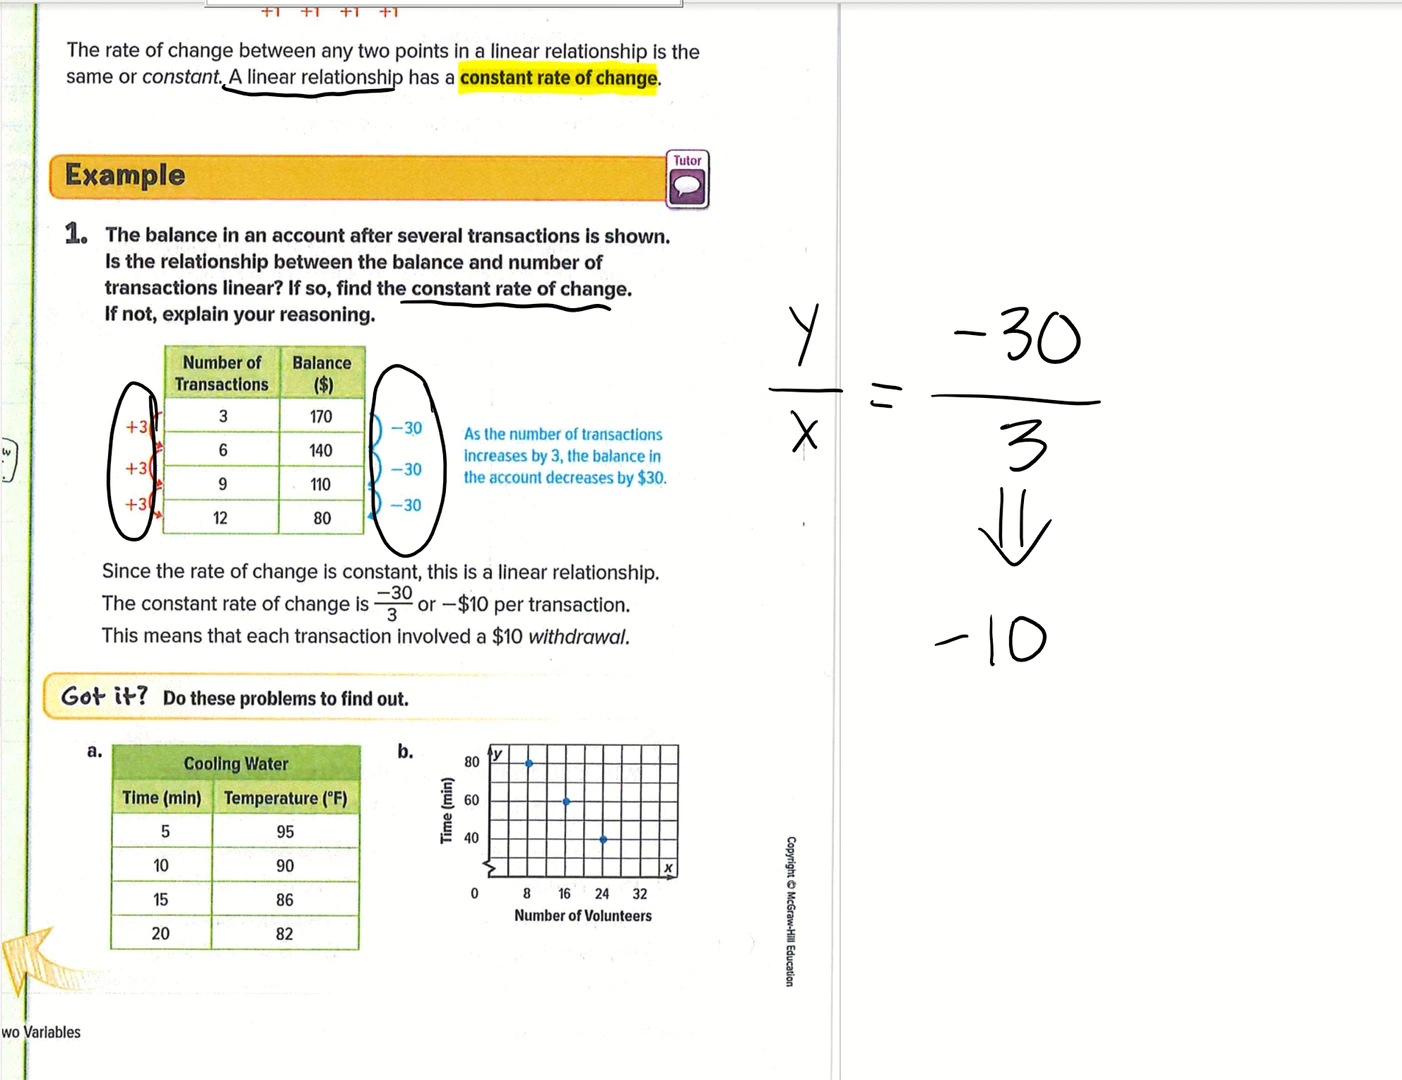 +1 +1 +1 +1
The rate of change between any two points in a linear relationship is the
same or constant. A linear relationship has a constant rate of change.
Example
Tutor
1. The balance in an account after several transactions is shown.
Is the relationship between the balance and number of
transactions linear? If so, find the constant rate of change.
If not, explain your reasoning.
Number of Transactions Balance ($)
3 170
6 140
9 110
12 80
+3
+3
+3
−30
−30
−30
As the number of transactions
increases by 3, the balance in
the account decreases by $30.
Since the rate of change is constant, this is a linear relationship.
The constant rate of change is −30/3 or −$10 per transaction.
This means that each transaction involved a $10 withdrawal.
y/x = -30/3
-10
Got it? Do these problems to find out.
a.
Cooling Water
Time (min) Temperature (°F)
5 95
10 90
15 86
20 82
b.
y
80
60
40
Time (min)
x
0 8 16 24 32
Number of Volunteers
Copyright © McGraw-Hill Education
wo Variables